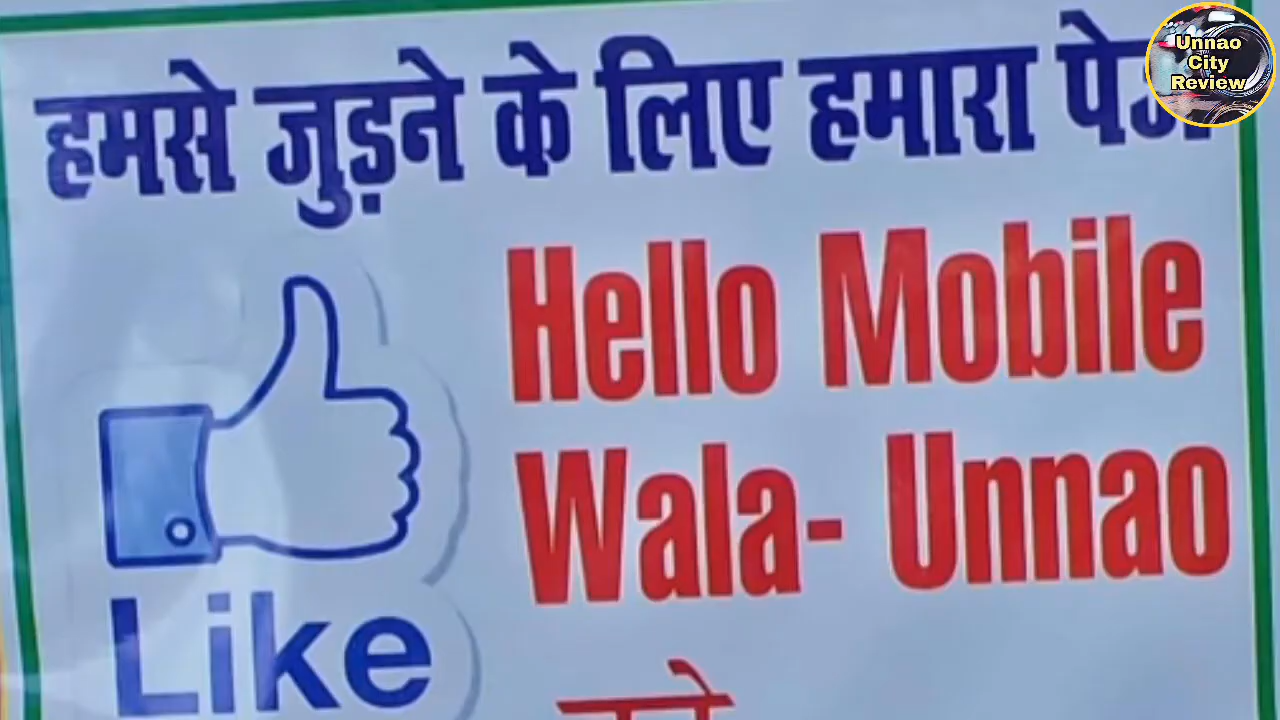 हमसे जुड़ने के लिए हमारा पेज
Hello Mobile
Wala- Unnao
Like
Unnao
City
Review